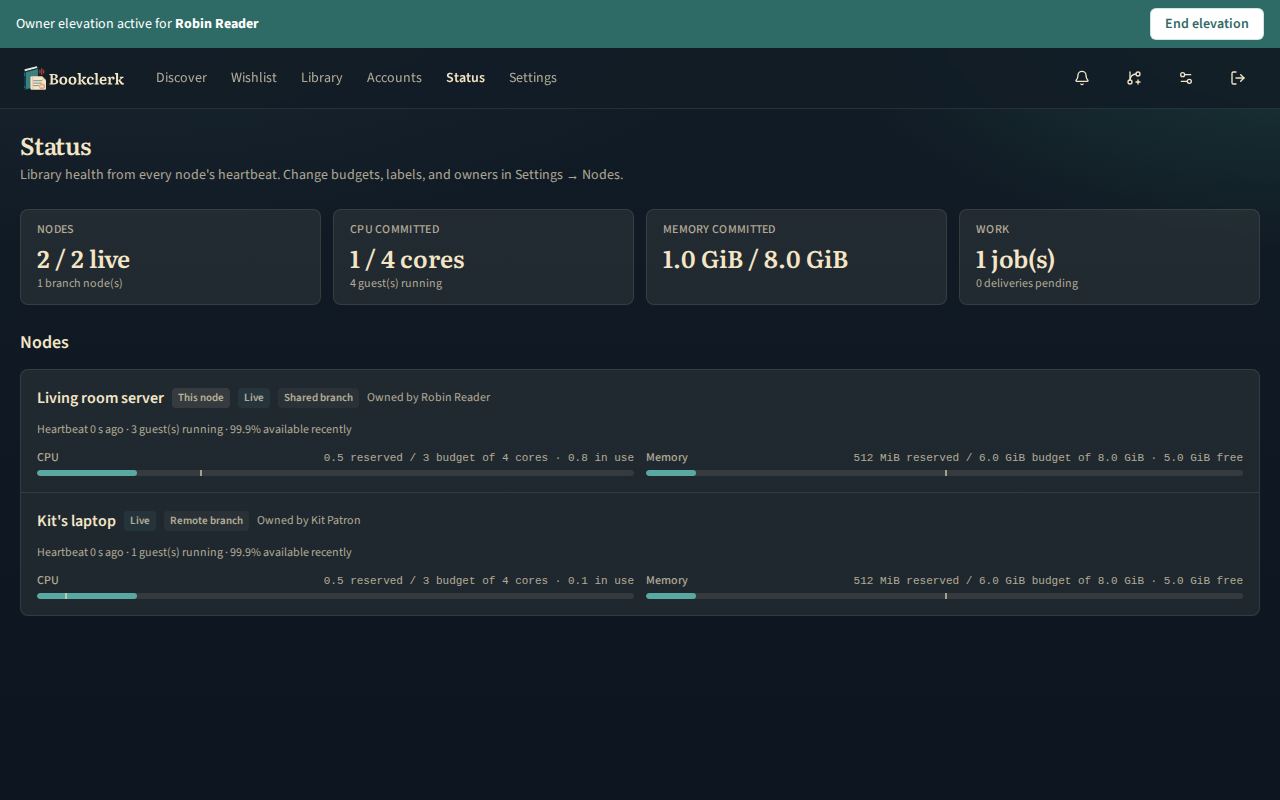 Owner elevation active for Robin Reader
End elevation
Bookclerk
Discover
Wishlist
Library
Accounts
Status
Settings
Status
Library health from every node's heartbeat. Change budgets, labels, and owners in Settings → Nodes.
NODES
2 / 2 live
1 branch node(s)
CPU COMMITTED
1 / 4 cores
4 guest(s) running
MEMORY COMMITTED
1.0 GiB / 8.0 GiB
WORK
1 job(s)
0 deliveries pending
Nodes
Living room server This node Live Shared branch Owned by Robin Reader
Heartbeat 0 s ago · 3 guest(s) running · 99.9% available recently
CPU 0.5 reserved / 3 budget of 4 cores · 0.8 in use
Memory 512 MiB reserved / 6.0 GiB budget of 8.0 GiB · 5.0 GiB free
Kit's laptop Live Remote branch Owned by Kit Patron
Heartbeat 0 s ago · 1 guest(s) running · 99.9% available recently
CPU 0.5 reserved / 3 budget of 4 cores · 0.1 in use
Memory 512 MiB reserved / 6.0 GiB budget of 8.0 GiB · 5.0 GiB free